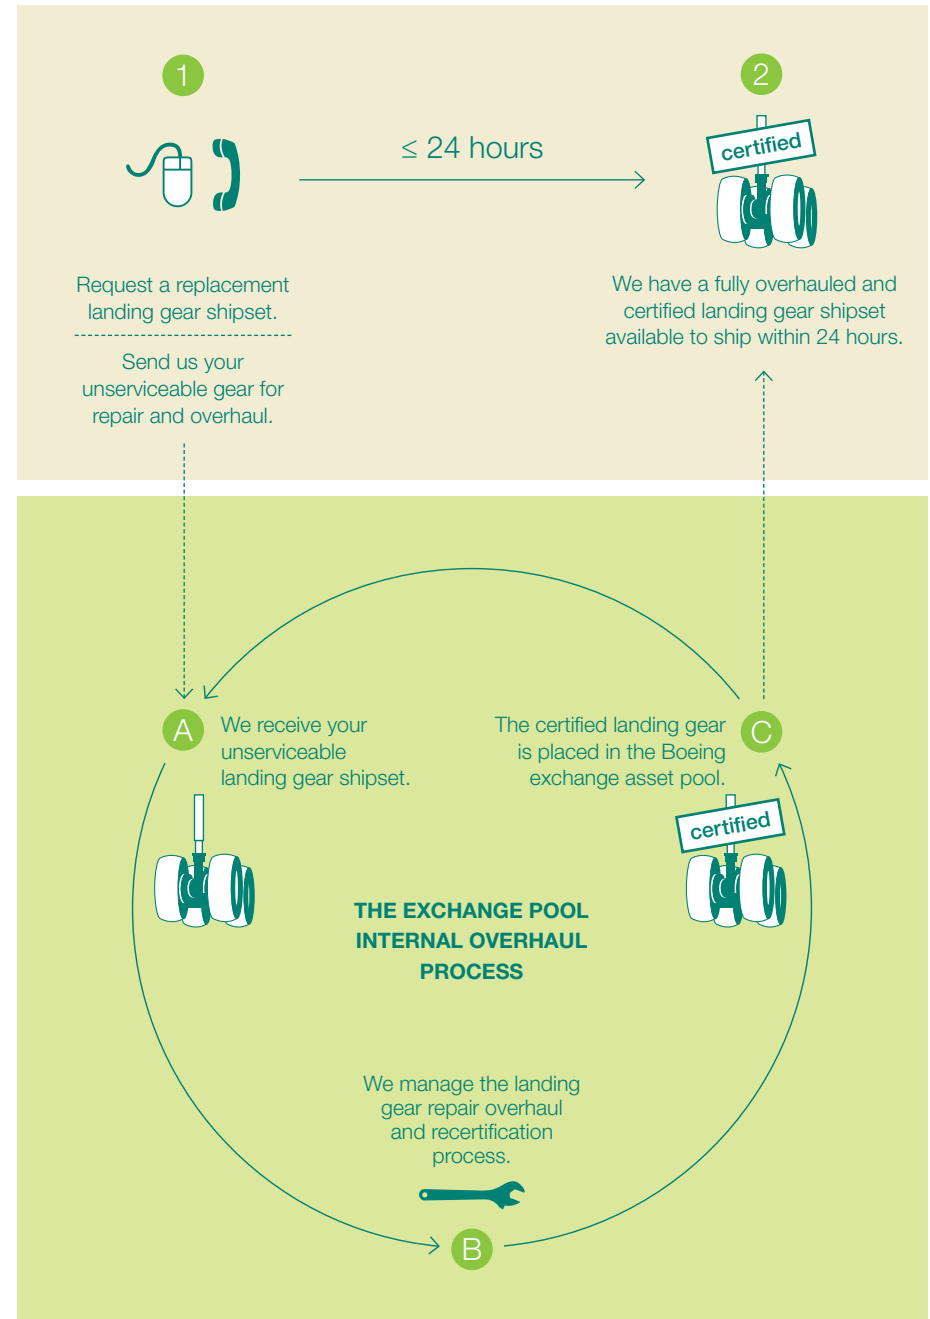 1
2
certified
≤ 24 hours
Request a replacement
landing gear shipset.
Send us your
unserviceable gear for
repair and overhaul.
We have a fully overhauled and
certified landing gear shipset
available to ship within 24 hours.
A
We receive your
unserviceable
landing gear shipset.
The certified landing gear
is placed in the Boeing
exchange asset pool.
C
certified
THE EXCHANGE POOL
INTERNAL OVERHAUL
PROCESS
We manage the landing
gear repair overhaul
and recertification
process.
B